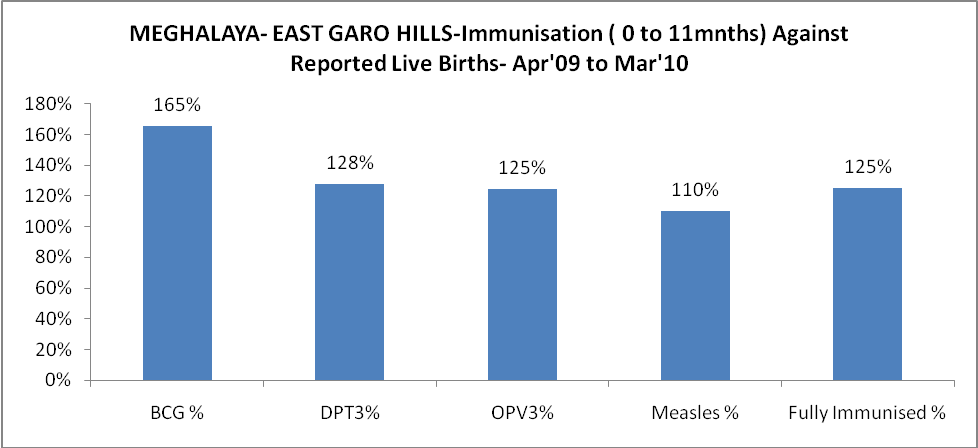 MEGHALAYA- EAST GARO HILLS-Immunisation ( 0 to 11mnths) Against
Reported Live Births- Apr'09 to Mar'10
180%
160%
140%
120%
100%
80%
60%
40%
20%
0%
165%
128%
125%
110%
125%
BCG %
DPT3%
OPV3%
Measles %
Fully Immunised %